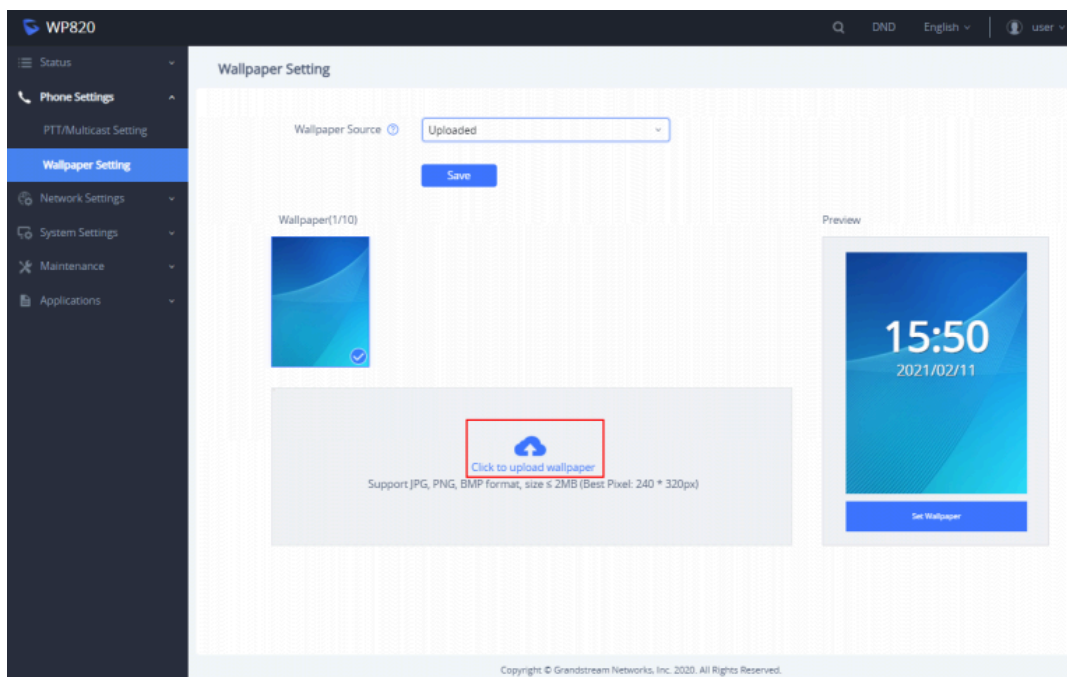 WP820
DND
English
user
Status
Phone Settings
PTT/Multicast Setting
Wallpaper Setting
Network Settings
System Settings
Maintenance
Applications
Wallpaper Setting
Wallpaper Source
Uploaded
Save
Wallpaper(1/10)
Click to upload wallpaper
Support JPG, PNG, BMP format, size ≤ 2MB (Best Pixel: 240 * 320px)
Preview
15:50
2021/02/11
Set Wallpaper
Copyright © Grandstream Networks, Inc. 2020. All Rights Reserved.